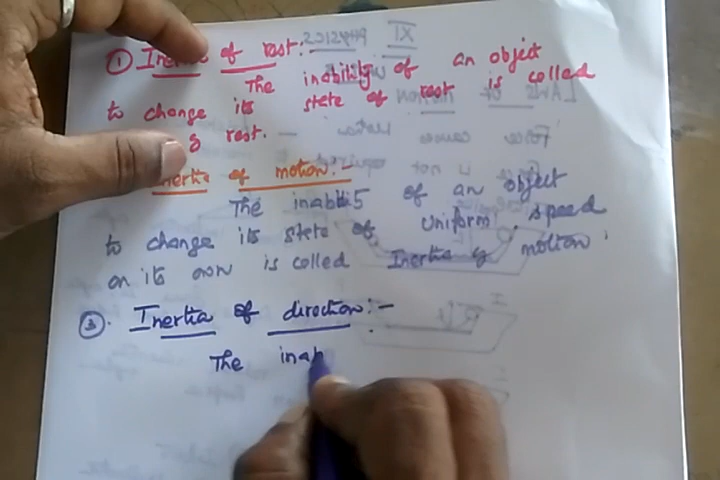 ① Inertia of rest:-
The inability of an object
to change its state of rest is called
rest.
Inertia of motion:-
The inability of an object
to change its state of Uniform speed
on its own is called Inertia of motion.
③. Inertia of direction:-
The inab